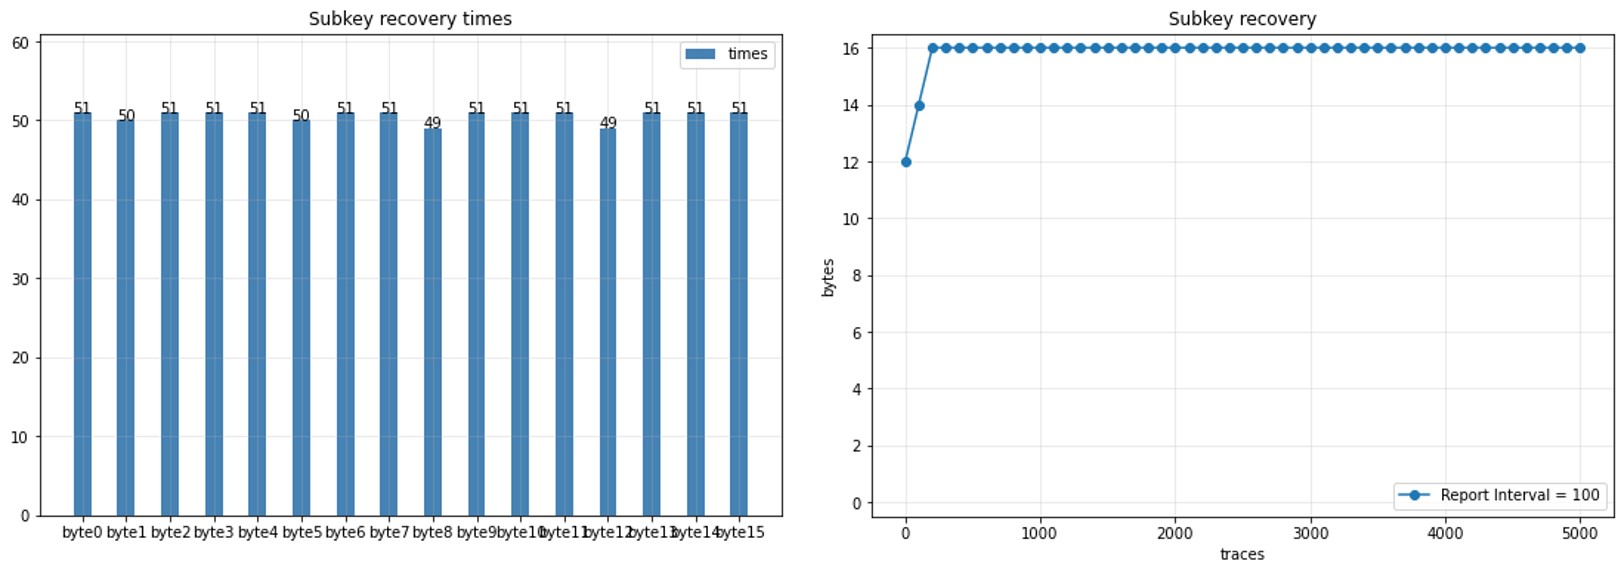 Subkey recovery times
60
50
40
30
20
10
0
times
51 50 51 51 51 50 51 51 49 51 51 51 49 51 51 51
byte0 byte1 byte2 byte3 byte4 byte5 byte6 byte7 byte8 byte9 byte10 byte11 byte12 byte13 byte14 byte15
Subkey recovery
16
14
12
10
8
6
4
2
0
bytes
Report Interval = 100
0 1000 2000 3000 4000 5000
traces